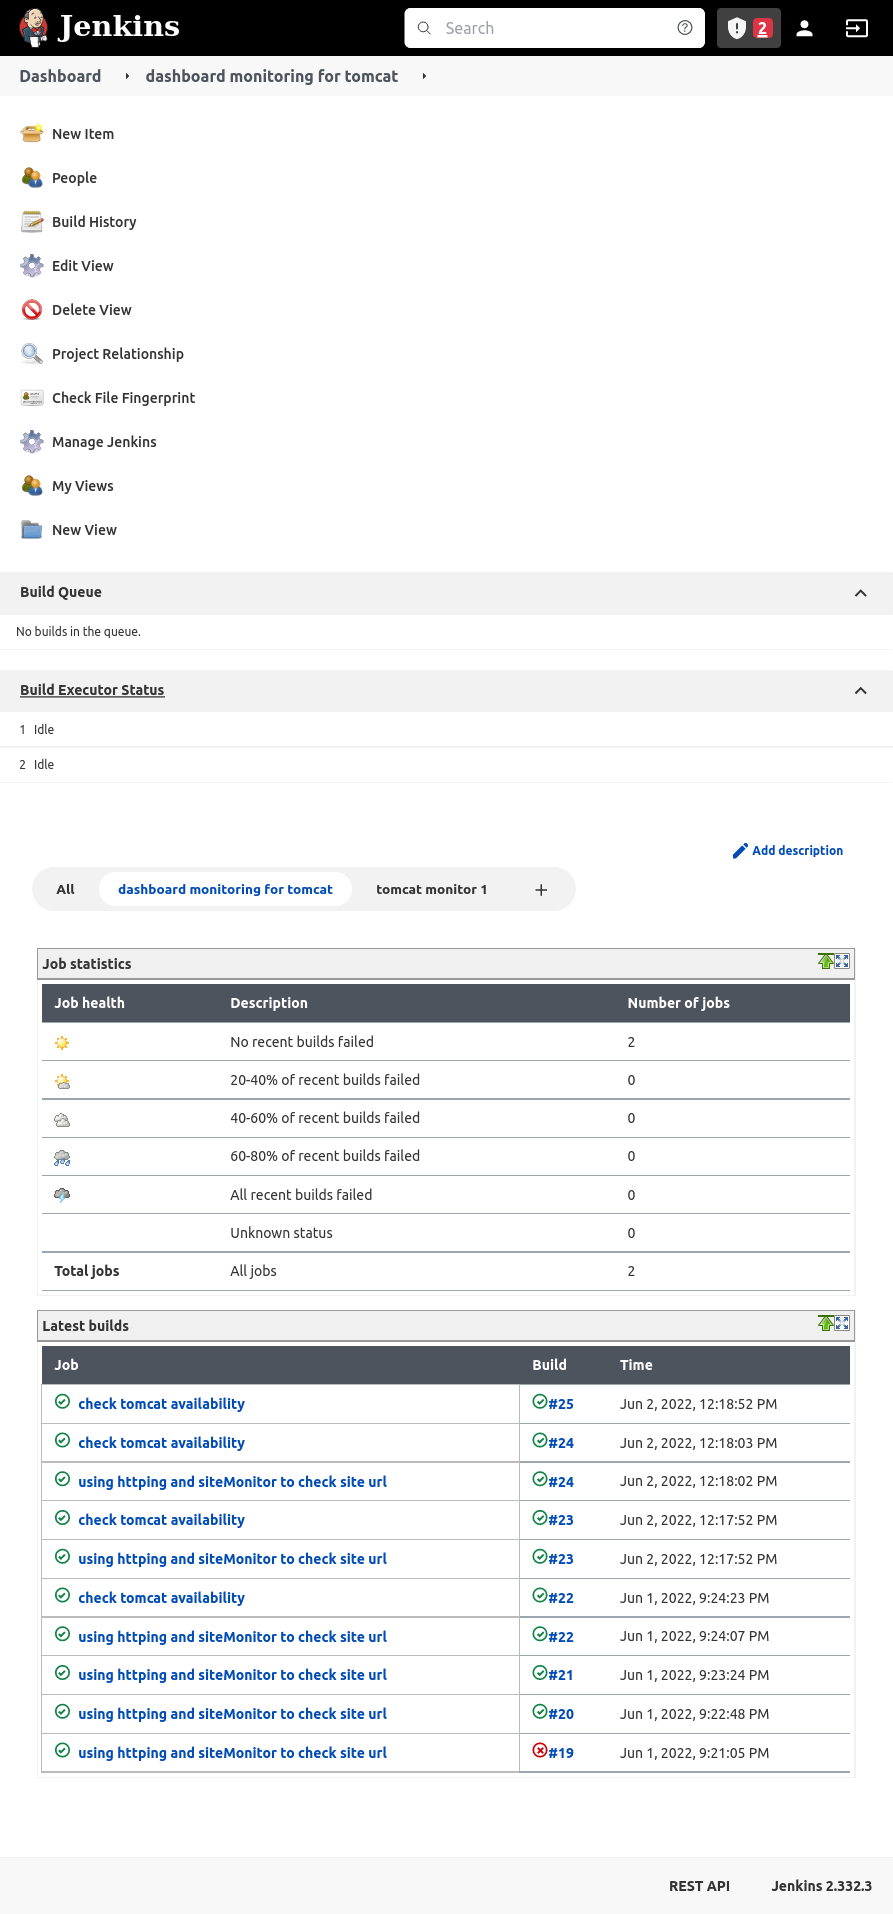 Jenkins
Search
2
Dashboard
dashboard monitoring for tomcat
New Item
People
Build History
Edit View
Delete View
Project Relationship
Check File Fingerprint
Manage Jenkins
My Views
New View
Build Queue
No builds in the queue.
Build Executor Status
1 Idle
2 Idle
Add description
All dashboard monitoring for tomcat tomcat monitor 1 +
Job statistics
Job health Description Number of jobs
No recent builds failed 2
20-40% of recent builds failed 0
40-60% of recent builds failed 0
60-80% of recent builds failed 0
All recent builds failed 0
Unknown status 0
Total jobs All jobs 2
Latest builds
Job Build Time
check tomcat availability #25 Jun 2, 2022, 12:18:52 PM
check tomcat availability #24 Jun 2, 2022, 12:18:03 PM
using httping and siteMonitor to check site url #24 Jun 2, 2022, 12:18:02 PM
check tomcat availability #23 Jun 2, 2022, 12:17:52 PM
using httping and siteMonitor to check site url #23 Jun 2, 2022, 12:17:52 PM
check tomcat availability #22 Jun 1, 2022, 9:24:23 PM
using httping and siteMonitor to check site url #22 Jun 1, 2022, 9:24:07 PM
using httping and siteMonitor to check site url #21 Jun 1, 2022, 9:23:24 PM
using httping and siteMonitor to check site url #20 Jun 1, 2022, 9:22:48 PM
using httping and siteMonitor to check site url #19 Jun 1, 2022, 9:21:05 PM
REST API Jenkins 2.332.3